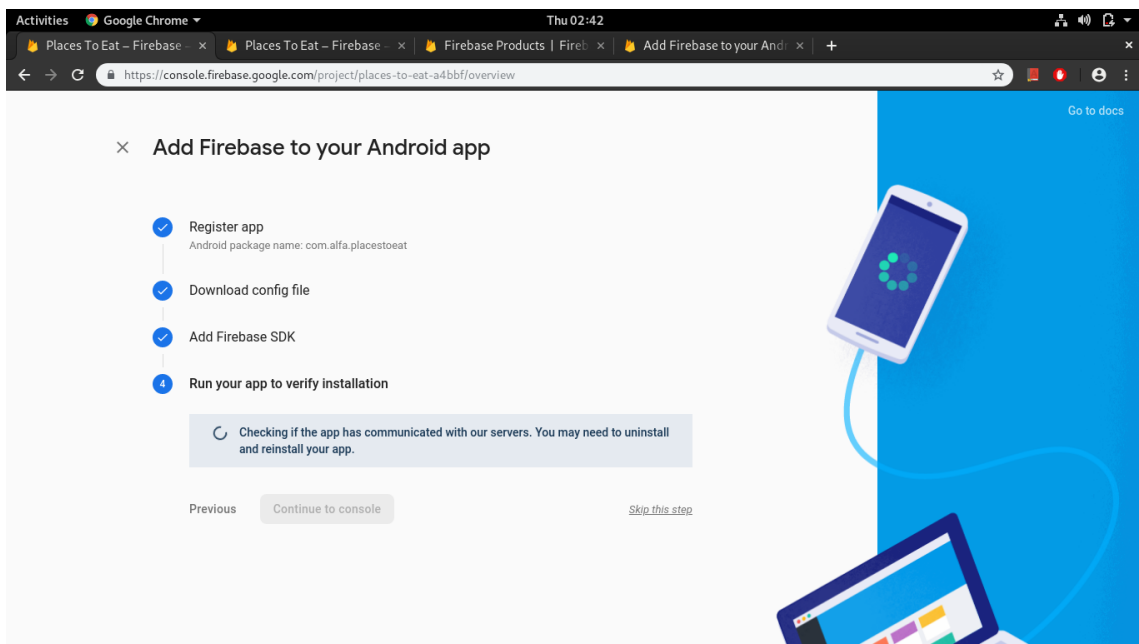 Activities Google Chrome Thu 02:42
Places To Eat – Firebase – Places To Eat – Firebase – Firebase Products | Fireb Add Firebase to your Andr
https://console.firebase.google.com/project/places-to-eat-a4bbf/overview
Go to docs
Add Firebase to your Android app
Register app
Android package name: com.alfa.placestoeat
Download config file
Add Firebase SDK
4 Run your app to verify installation
Checking if the app has communicated with our servers. You may need to uninstall
and reinstall your app.
Previous Continue to console Skip this step